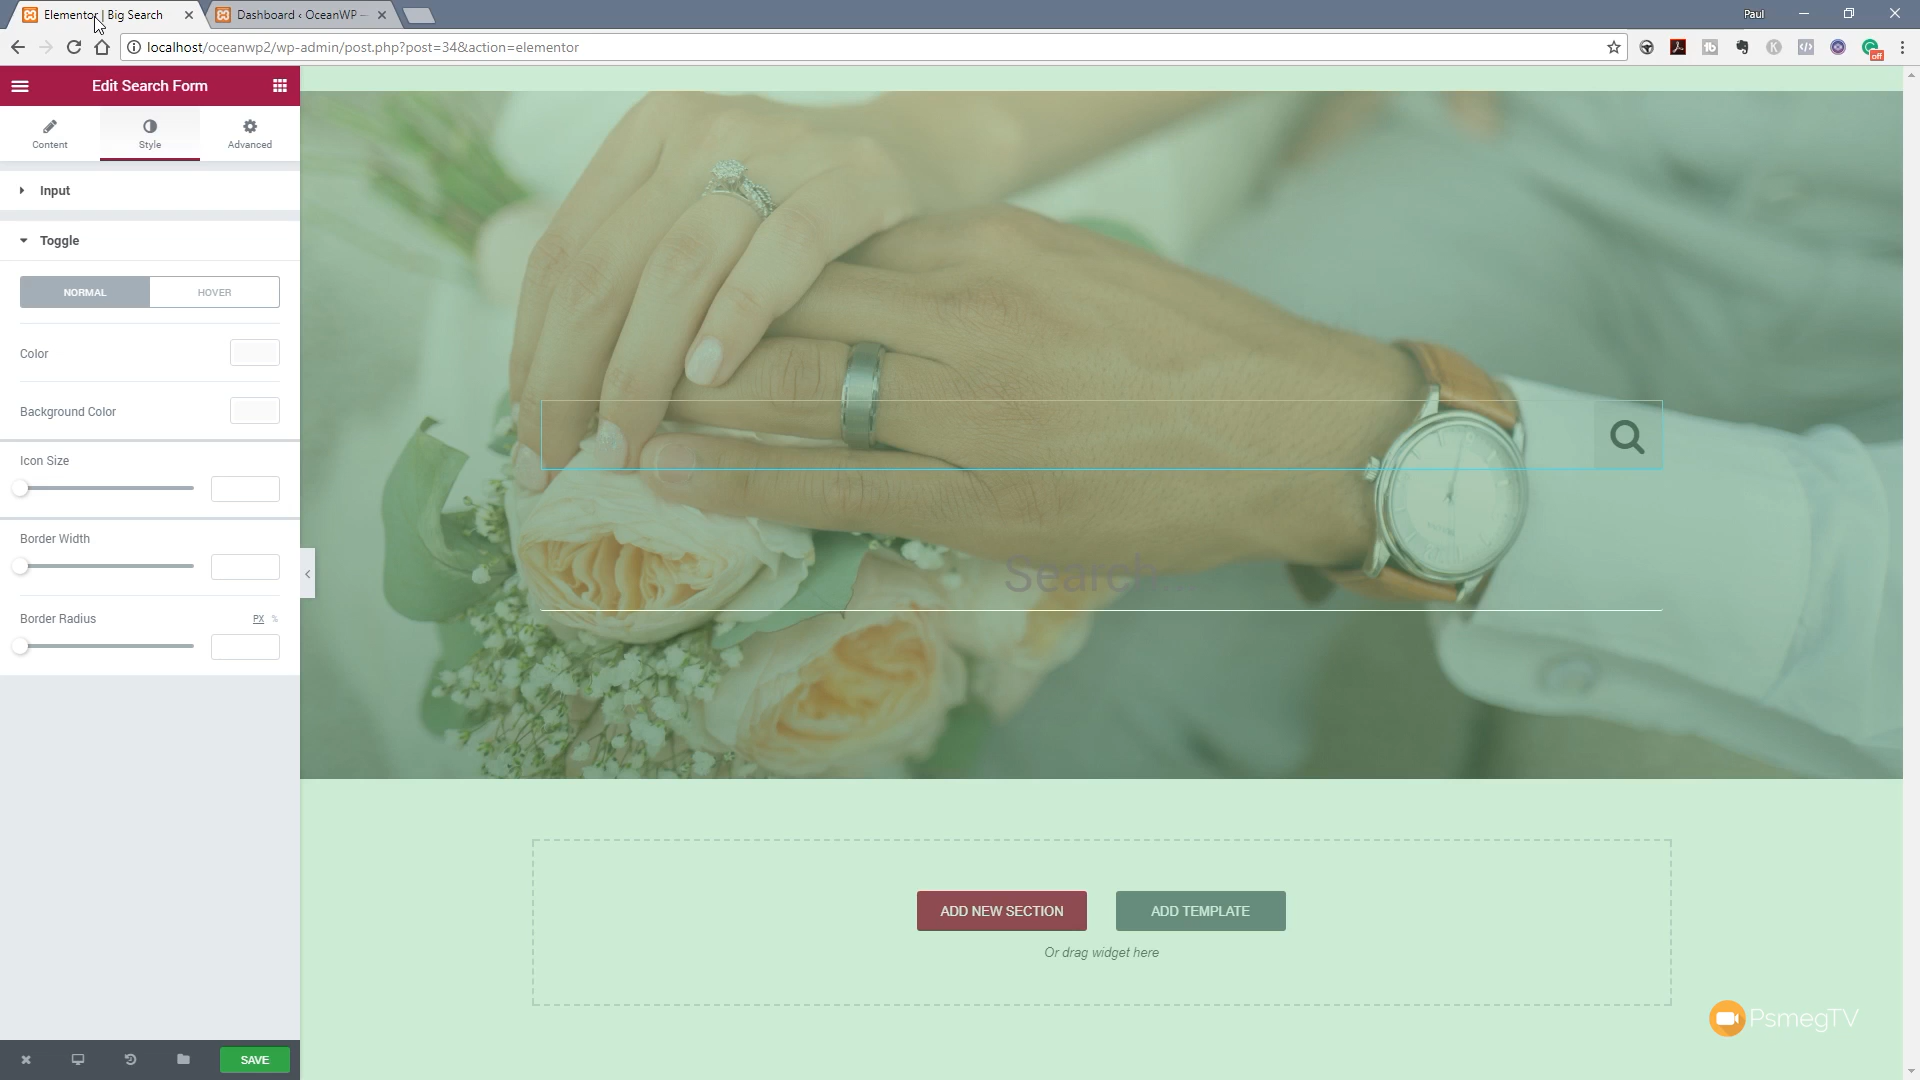 Elementor | Big Search
Dashboard ‹ OceanWP —
Paul
localhost/oceanwp2/wp-admin/post.php?post=34&action=elementor
off
Edit Search Form
Content
Style
Advanced
Input
Toggle
NORMAL
HOVER
Color
Background Color
Icon Size
Border Width
Border Radius
PX %
Search...
ADD NEW SECTION
ADD TEMPLATE
Or drag widget here
PsmegTV
SAVE